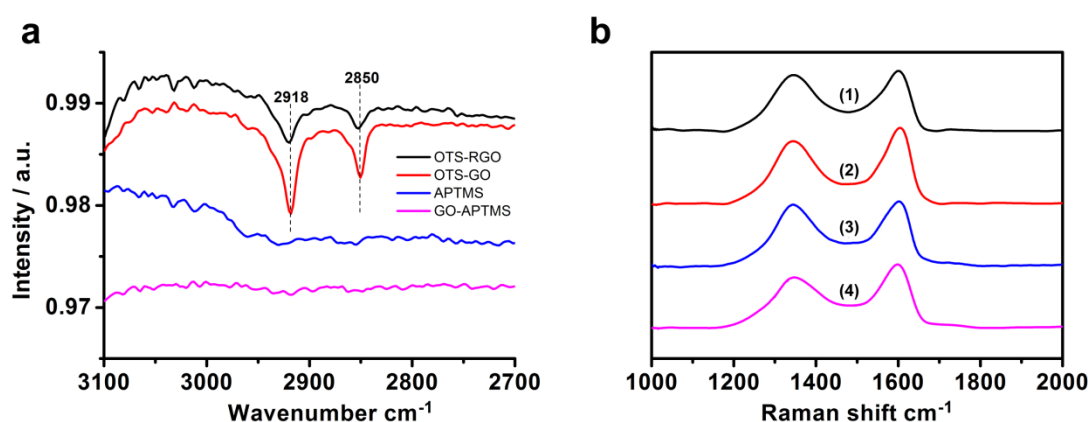 a
b
2918
2850
0.99
0.98
0.97
Intensity / a.u.
OTS-RGO
OTS-GO
APTMS
GO-APTMS
3100 3000 2900 2800 2700
Wavenumber cm-1
(1)
(2)
(3)
(4)
1000 1200 1400 1600 1800 2000
Raman shift cm-1